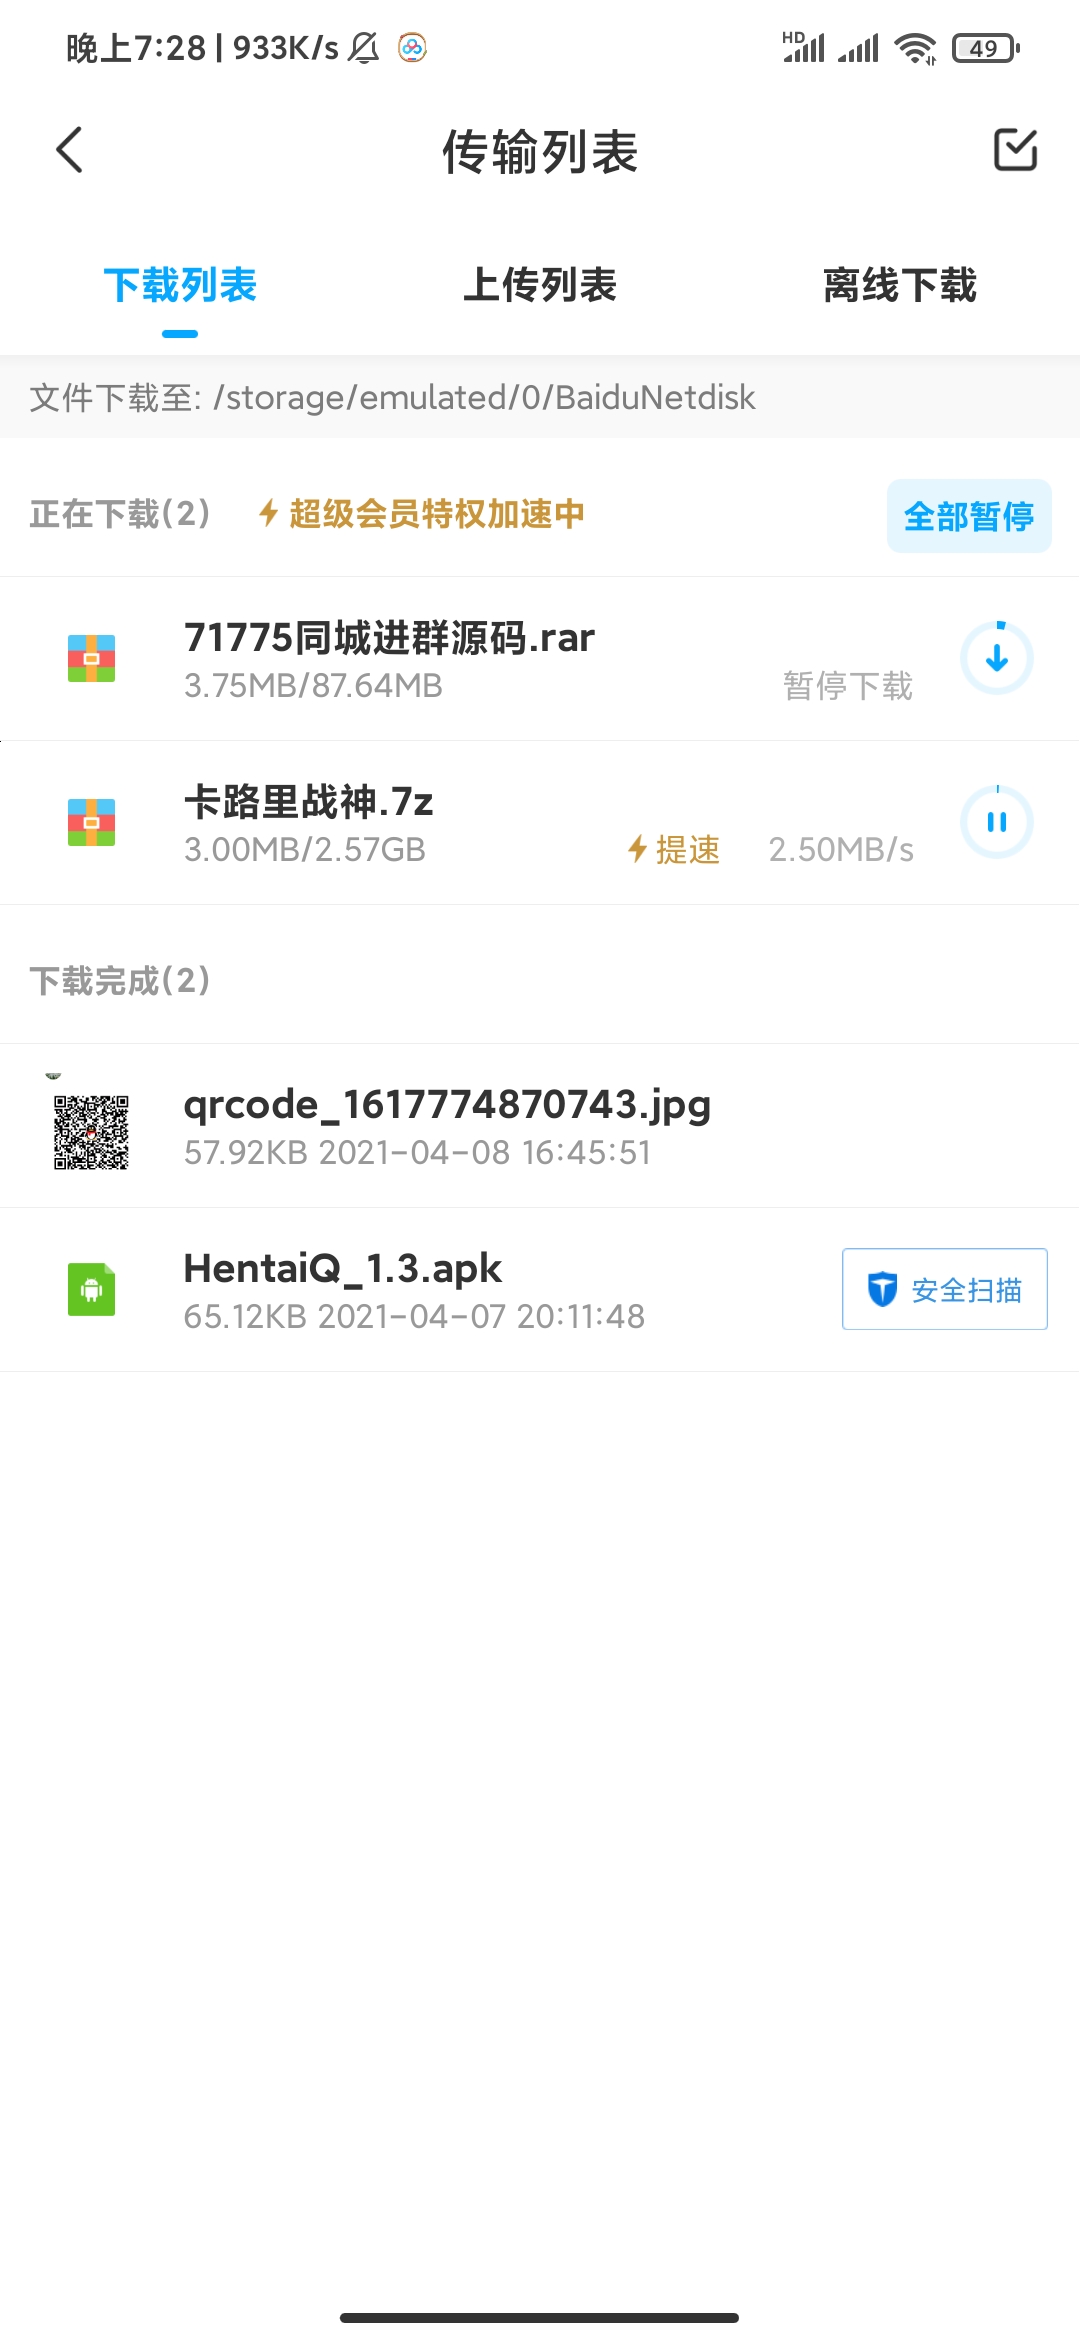 晚上7:28 | 933K/s HD 49
传输列表
下载列表 上传列表 离线下载
文件下载至: /storage/emulated/0/BaiduNetdisk
正在下载(2) 超级会员特权加速中 全部暂停
71775同城进群源码.rar
3.75MB/87.64MB 暂停下载
卡路里战神.7z
3.00MB/2.57GB 提速 2.50MB/s
下载完成(2)
qrcode_1617774870743.jpg
57.92KB 2021-04-08 16:45:51
HentaiQ_1.3.apk
65.12KB 2021-04-07 20:11:48 安全扫描